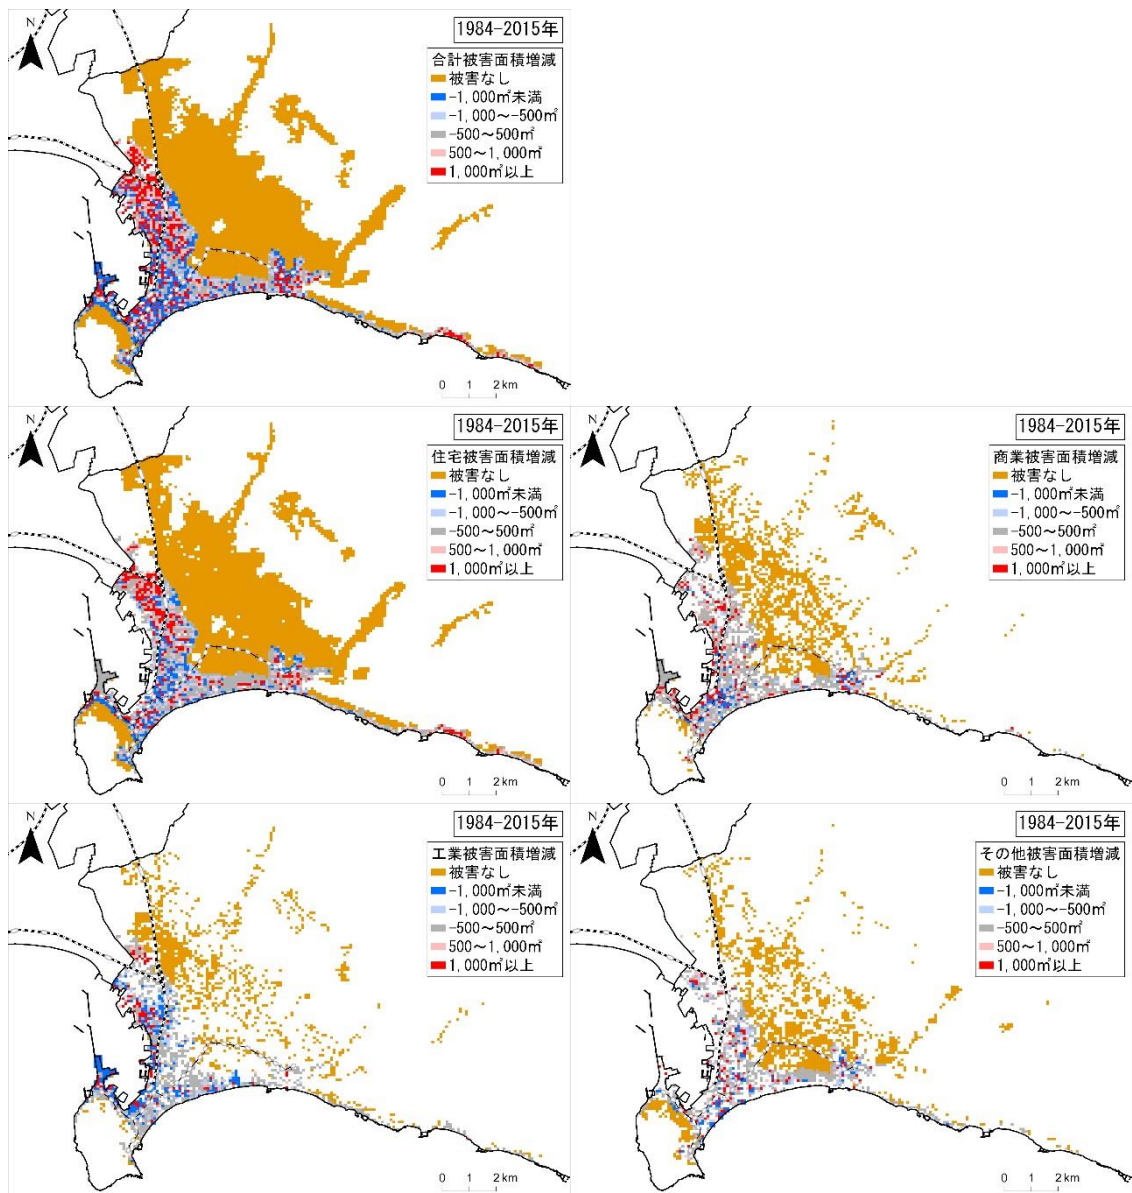 N
1984-2015年
合計被害面積増減
被害なし
-1,000㎡未満
-1,000~-500㎡
-500~500㎡
500~1,000㎡
1,000㎡以上
0 1 2 km
N
1984-2015年
住宅被害面積増減
被害なし
-1,000㎡未満
-1,000~-500㎡
-500~500㎡
500~1,000㎡
1,000㎡以上
0 1 2 km
N
1984-2015年
商業被害面積増減
被害なし
-1,000㎡未満
-1,000~-500㎡
-500~500㎡
500~1,000㎡
1,000㎡以上
0 1 2 km
N
1984-2015年
工業被害面積増減
被害なし
-1,000㎡未満
-1,000~-500㎡
-500~500㎡
500~1,000㎡
1,000㎡以上
0 1 2 km
N
1984-2015年
その他被害面積増減
被害なし
-1,000㎡未満
-1,000~-500㎡
-500~500㎡
500~1,000㎡
1,000㎡以上
0 1 2 km